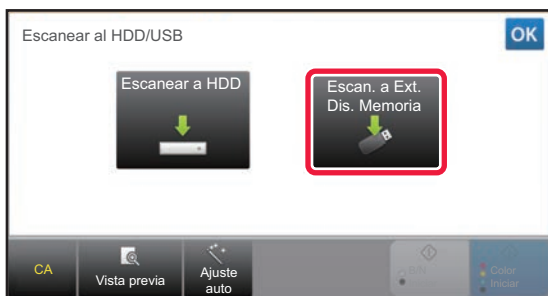 Escanear al HDD/USB
OK
Escanear a HDD
Escan. a Ext.
Dis. Memoria
CA
Vista previa
Ajuste
auto
B/N
Color
Iniciar